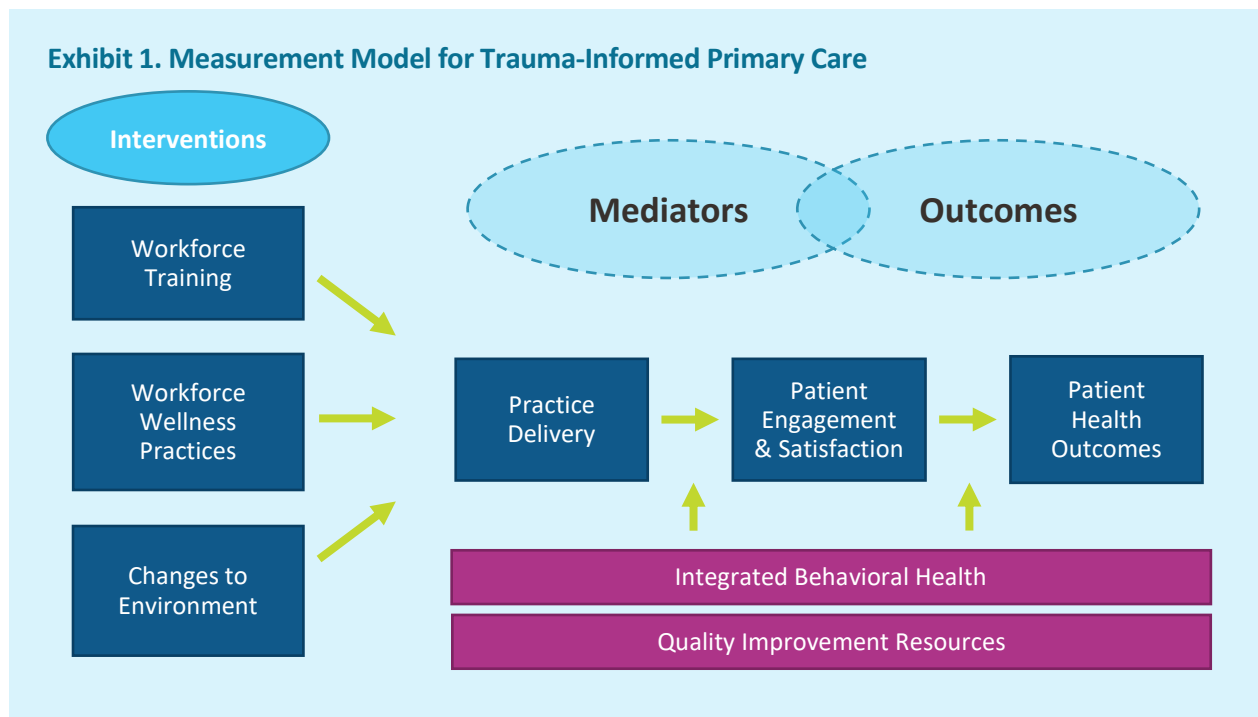 Exhibit 1. Measurement Model for Trauma-Informed Primary Care
Interventions
Mediators
Outcomes
Workforce
Training
Workforce
Wellness
Practices
Changes to
Environment
Practice
Delivery
Patient
Engagement
& Satisfaction
Patient
Health
Outcomes
Integrated Behavioral Health
Quality Improvement Resources